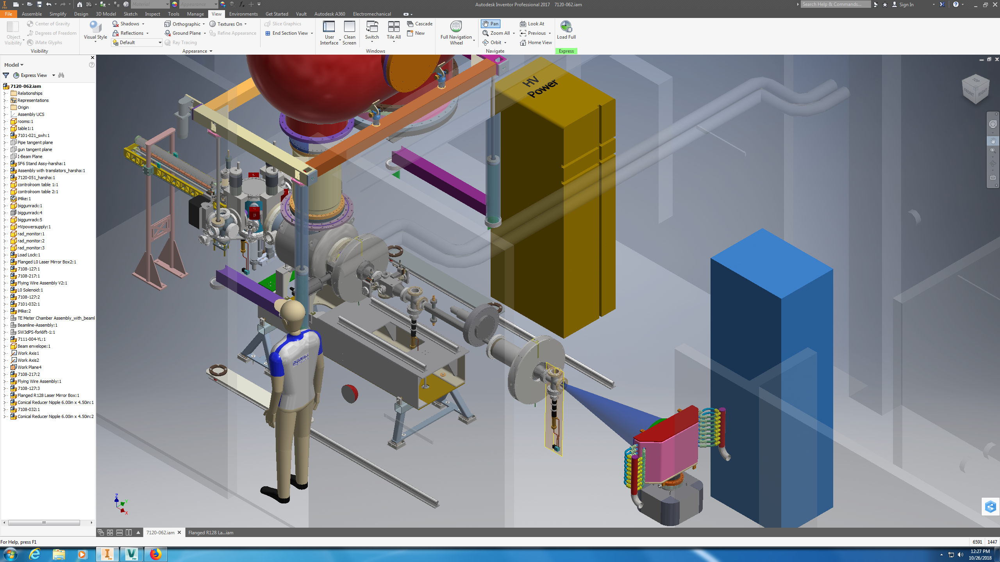 Material
Appearance
Autodesk Inventor Professional 2017 7120-062.iam
Search Help & Commands...
Sign In
File Assemble Simplify Design 3D Model Sketch Inspect Tools Manage View Environments Get Started Vault Autodesk A360 Electromechanical
Object Visibility
Center of Gravity
Degrees of Freedom
iMate Glyphs
Visibility
Visual Style
Shadows
Reflections
Default
Orthographic
Ground Plane
Ray Tracing
Textures On
Refine Appearance
Appearance
Slice Graphics
End Section View
User Interface
Clean Screen
Switch
Tile All
Cascade
New
Windows
Full Navigation Wheel
Pan
Zoom All
Orbit
Look At
Previous
Home View
Navigate
Load Full
Express
Model
Express View
7120-062.iam
Relationships
Representations
Origin
Assembly UCS
rooms:1
table1:1
7101-021_swh:1
Pipe tangent plane
gun tangent plane
I-Beam Plane
SF6 Stand Assy-harsha:1
Assembly with translators_harsha:1
7120-051_harsha:1
controlroom table 1:1
controlroom table 2:1
iMike:1
biggunrack:1
biggunrack:4
biggunrack:5
HVpowersupply:1
rad_monitor:1
rad_monitor:2
rad_monitor:3
Load Lock:1
Flanged L0 Laser Mirror Box2:1
7108-127:1
7108-217:1
Flying Wire Assembly V2:1
L0 Solenoid:1
7108-127:2
7101-032:1
iMike:2
TE Meter Chamber Assembly_with_beaml
Beamline-Assembly:1
SW3dPS-forklift-1:1
7111-004-YL:1
Beam envelope:1
Work Axis1
Work Axis2
Work Plane4
7108-217:2
Flying Wire Assembly:1
7108-127:3
Flanged R128 Laser Mirror Box:1
Conical Reducer Nipple 6.00in x 4.50in:1
7108-032:1
Conical Reducer Nipple 6.00in x 4.50in:2
HV
Power
TOP
FRONT
RIGHT
Z
Y
X
7120-062.iam
Flanged R128 La...iam
For Help, press F1
6591 1447
12:27 PM
10/26/2018